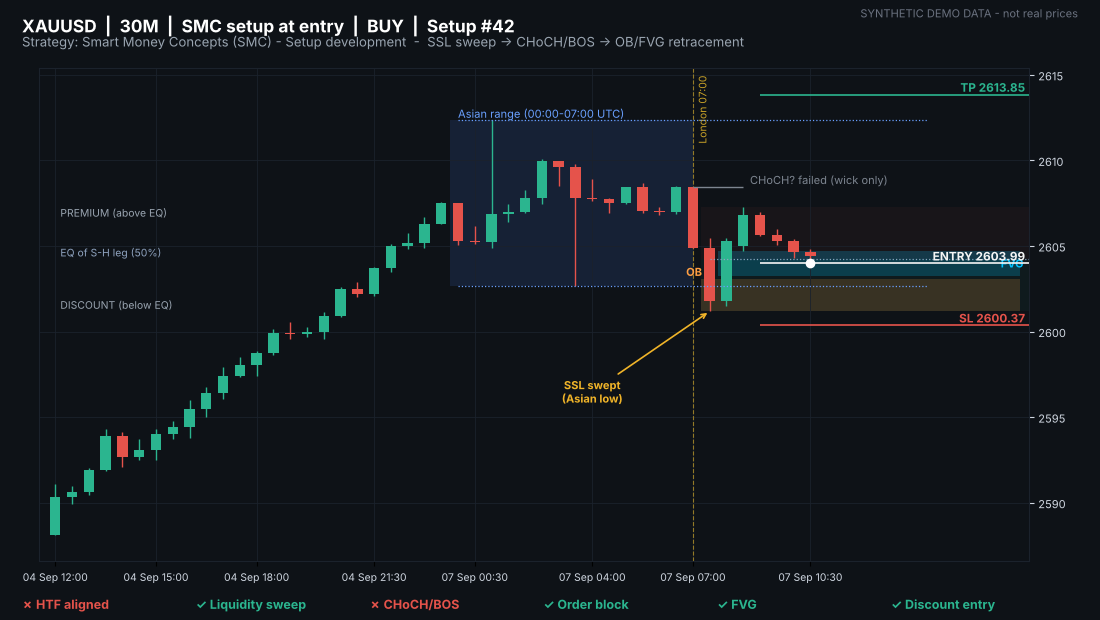 XAUUSD | 30M | SMC setup at entry | BUY | Setup #42
SYNTHETIC DEMO DATA - not real prices
Strategy: Smart Money Concepts (SMC) - Setup development - SSL sweep → CHoCH/BOS → OB/FVG retracement
London 07:00
TP 2613.85
2615
Asian range (00:00-07:00 UTC)
2610
CHoCH? failed (wick only)
PREMIUM (above EQ)
EQ of S-H leg (50%)
2605
ENTRY 2603.99
FVG
OB
DISCOUNT (below EQ)
SL 2600.37
2600
SSL swept
(Asian low)
2595
2590
04 Sep 12:00 04 Sep 15:00 04 Sep 18:00 04 Sep 21:30 07 Sep 00:30 07 Sep 04:00 07 Sep 07:00 07 Sep 10:30
× HTF aligned ✓ Liquidity sweep × CHoCH/BOS ✓ Order block ✓ FVG ✓ Discount entry